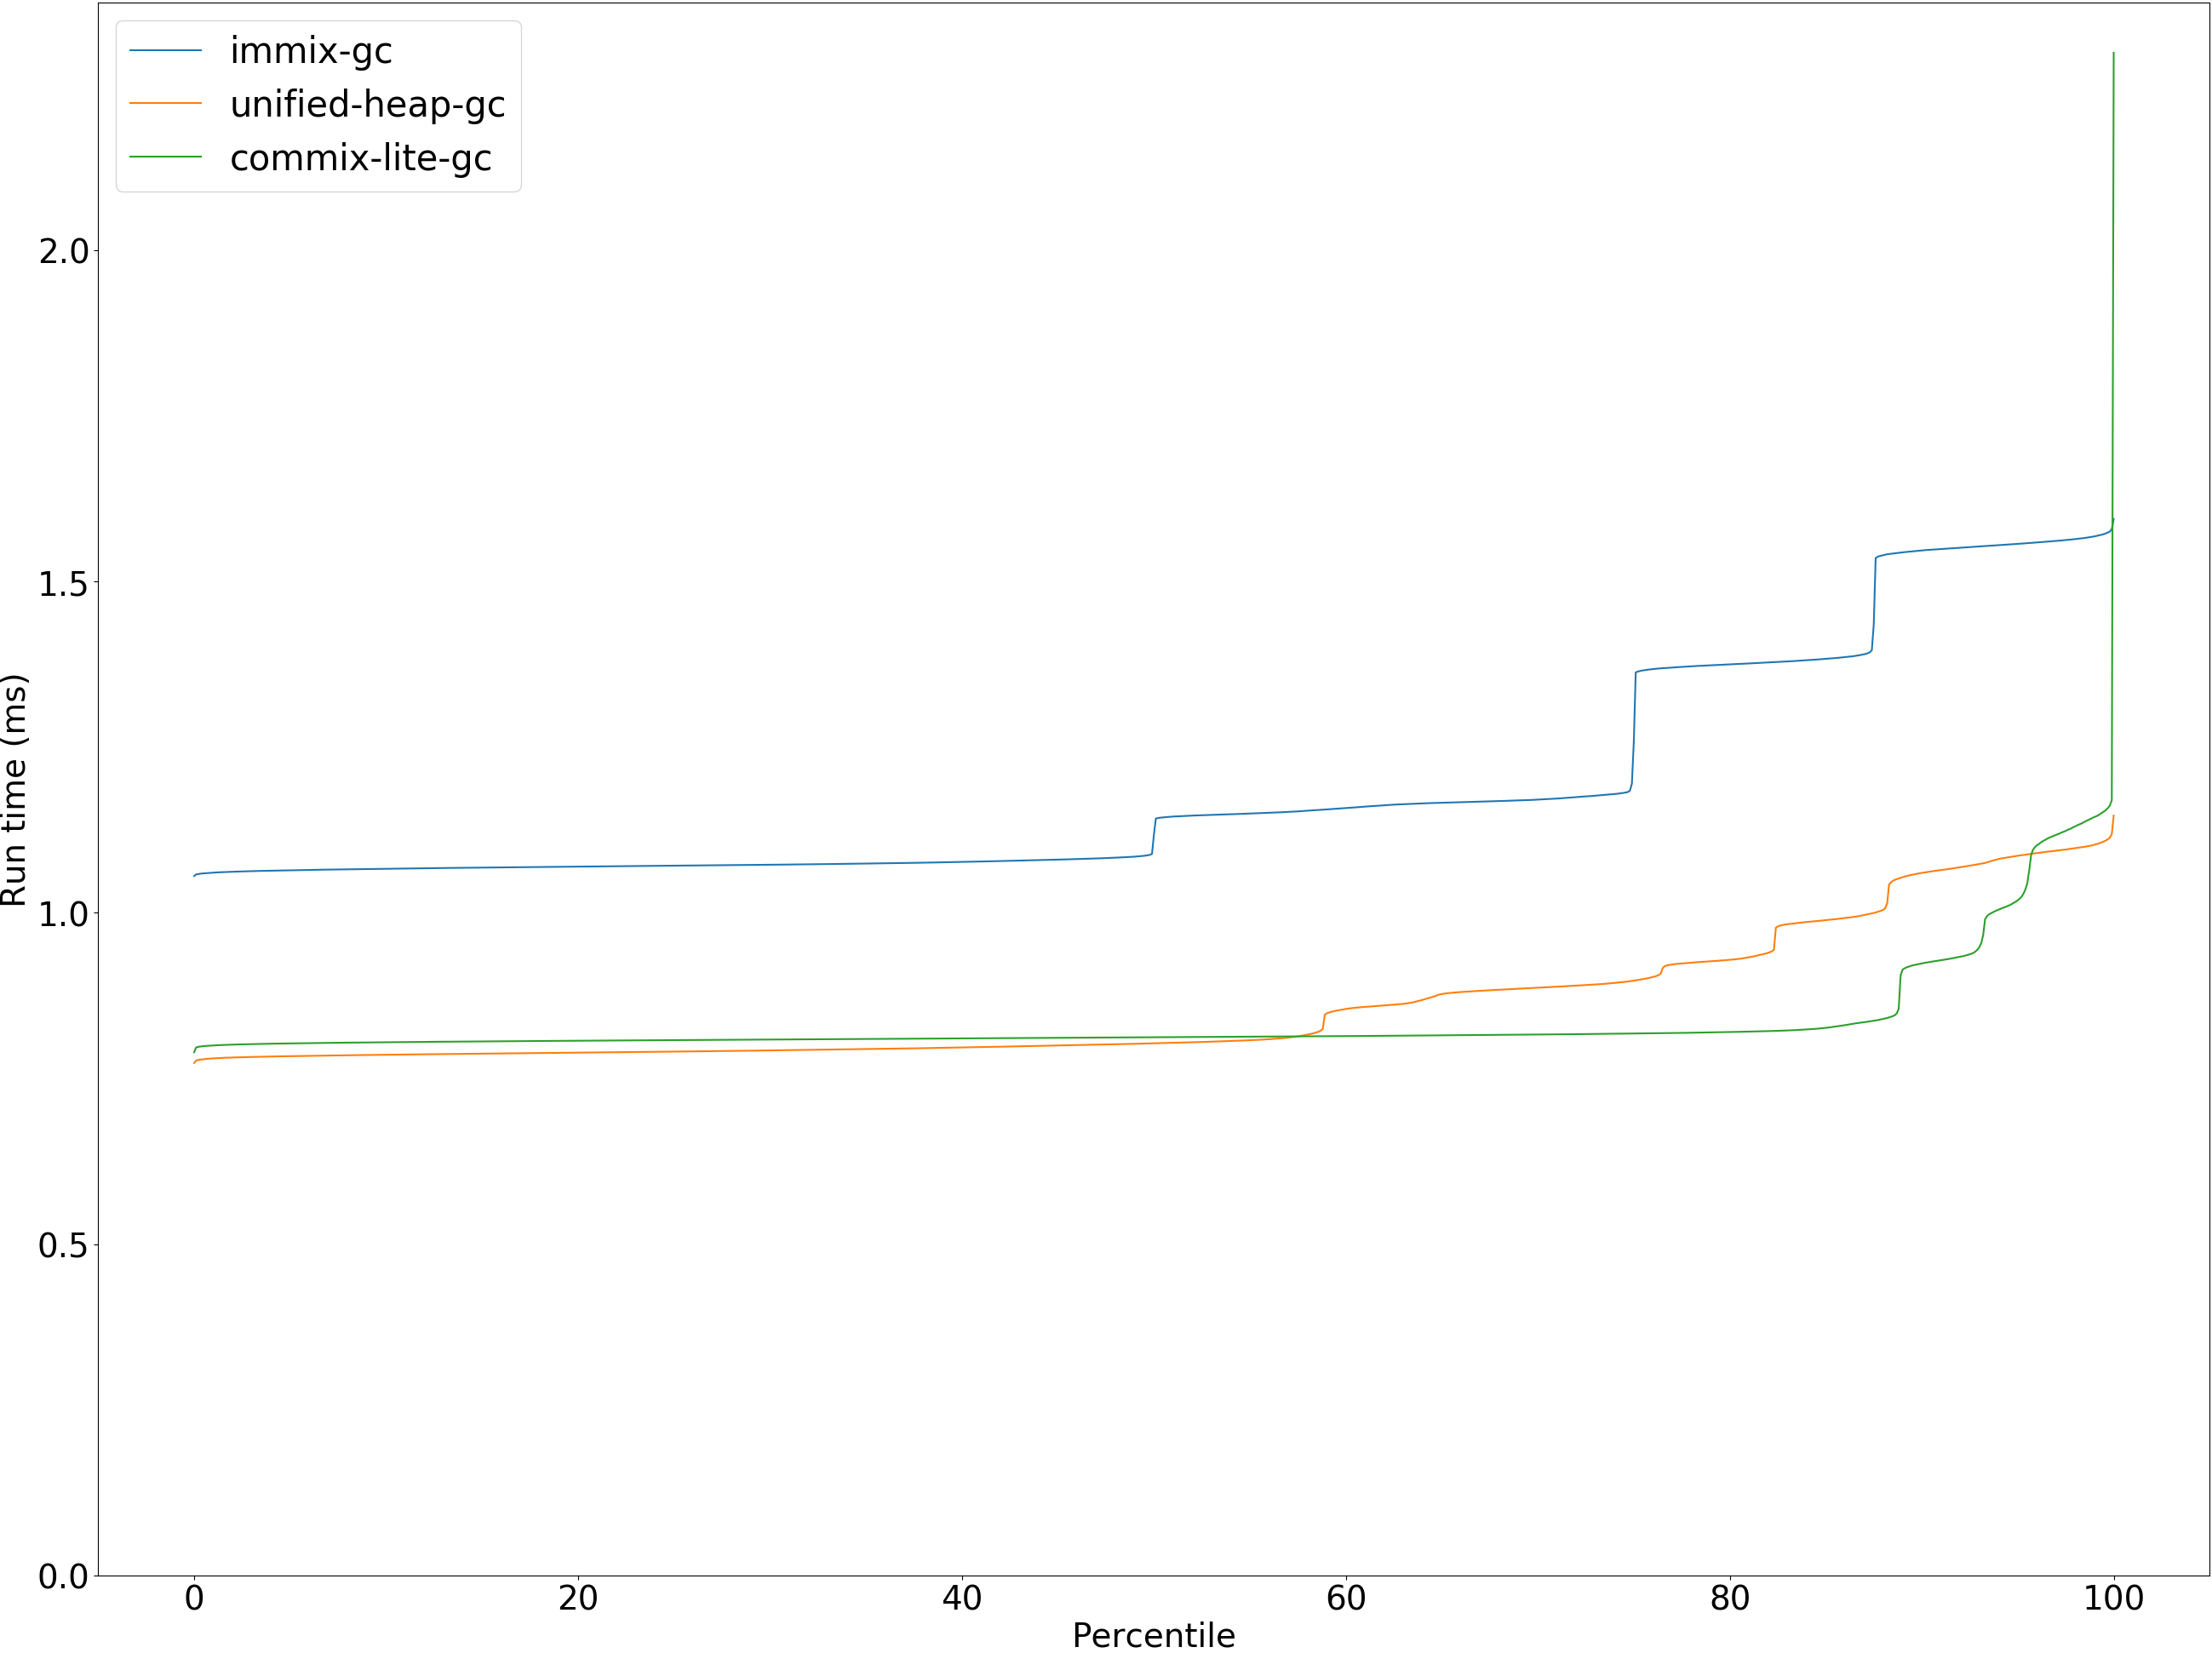 immix-gc
unified-heap-gc
commix-lite-gc
2.0
1.5
1.0
0.5
0.0
Run time (ms)
0 20 40 60 80 100
Percentile